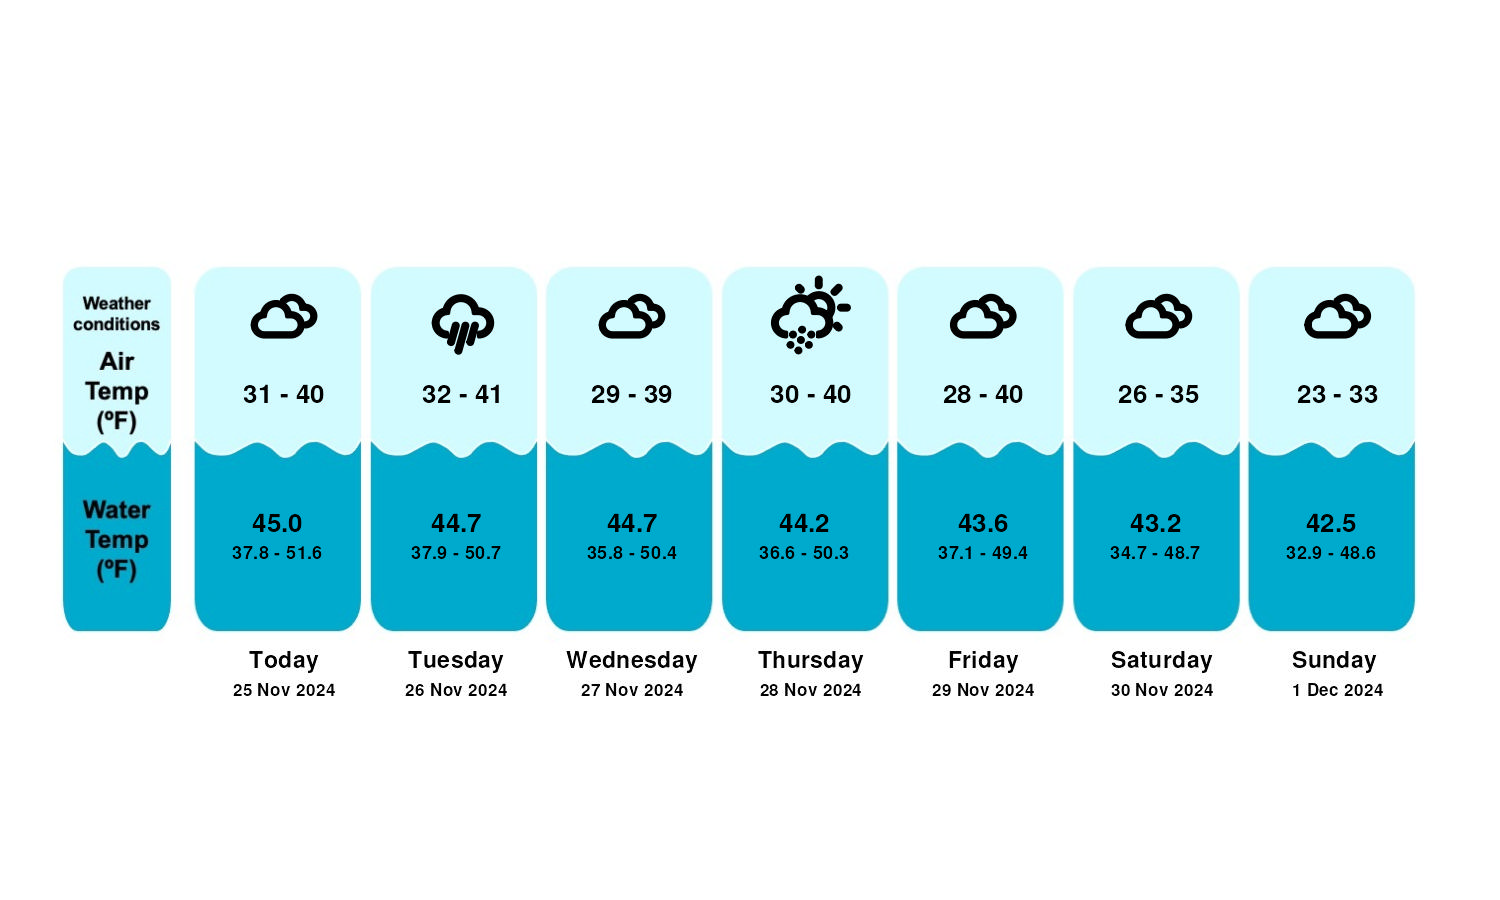 Weather
conditions
Air
Temp
(ºF)
Water
Temp
(ºF)
31 - 40
32 - 41
29 - 39
30 - 40
28 - 40
26 - 35
23 - 33
45.0
44.7
44.7
44.2
43.6
43.2
42.5
37.8 - 51.6
37.9 - 50.7
35.8 - 50.4
36.6 - 50.3
37.1 - 49.4
34.7 - 48.7
32.9 - 48.6
Today
Tuesday
Wednesday
Thursday
Friday
Saturday
Sunday
25 Nov 2024
26 Nov 2024
27 Nov 2024
28 Nov 2024
29 Nov 2024
30 Nov 2024
1 Dec 2024